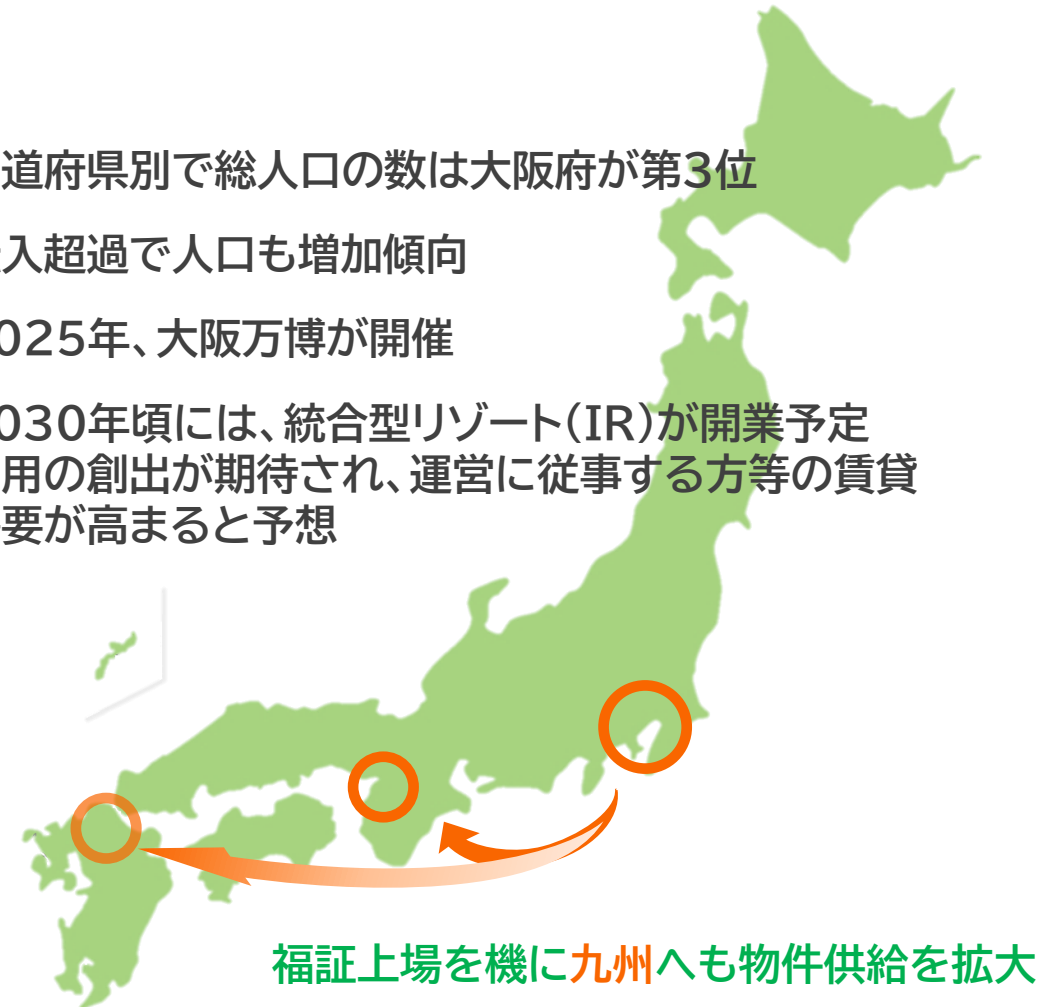 道府県別で総人口の数は大阪府が第3位
入超過で人口も増加傾向
025年、大阪万博が開催
030年頃には、統合型リゾート(IR)が開業予定
用の創出が期待され、運営に従事する方等の賃貸
要が高まると予想
福証上場を機に九州へも物件供給を拡大